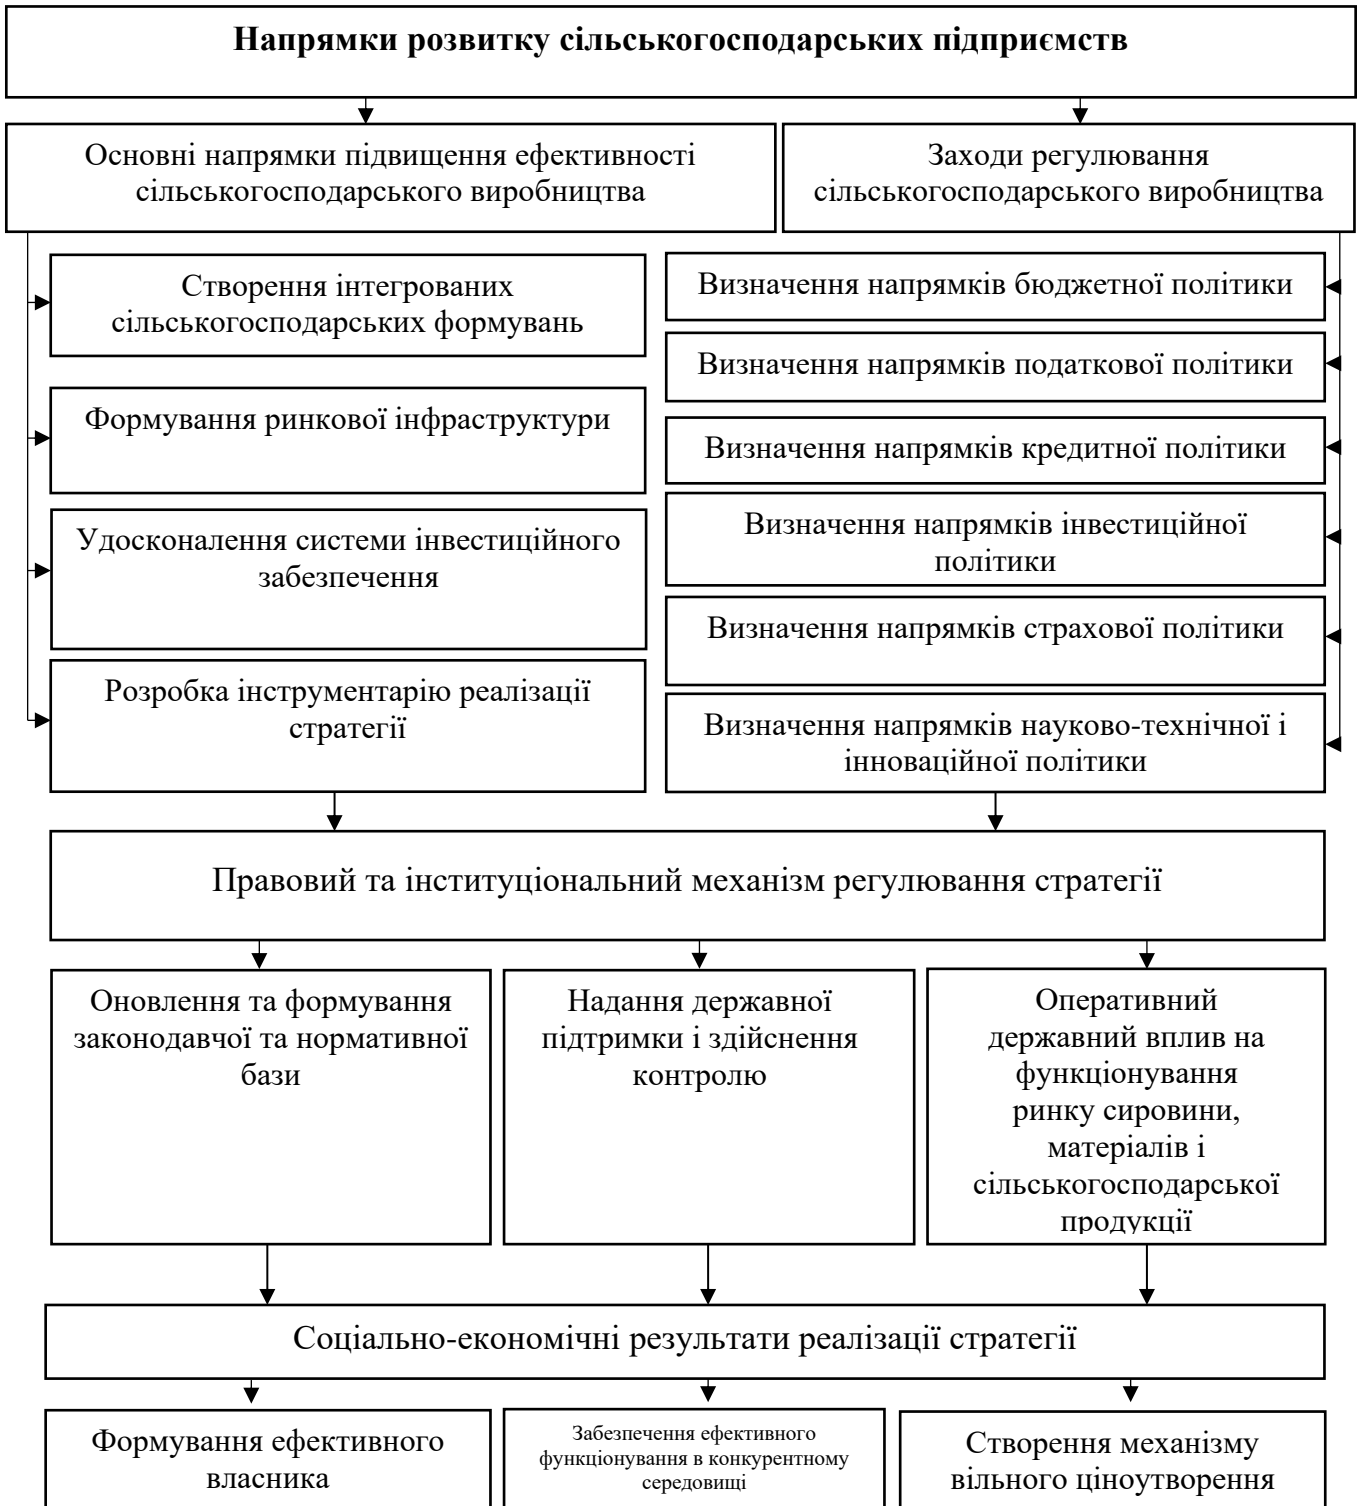 Напрямки розвитку сільськогосподарських підприємств
Основні напрямки підвищення ефективності
сільськогосподарського виробництва
Заходи регулювання
сільськогосподарського виробництва
Створення інтегрованих
сільськогосподарських формувань
Формування ринкової інфраструктури
Удосконалення системи інвестиційного
забезпечення
Розробка інструментарію реалізації
стратегії
Визначення напрямків бюджетної політики
Визначення напрямків податкової політики
Визначення напрямків кредитної політики
Визначення напрямків інвестиційної
політики
Визначення напрямків страхової політики
Визначення напрямків науково-технічної і
інноваційної політики
Правовий та інституціональний механізм регулювання стратегії
Оновлення та формування
законодавчої та нормативної
бази
Надання державної
підтримки і здійснення
контролю
Оперативний
державний вплив на
функціонування
ринку сировини,
матеріалів і
сільськогосподарської
продукції
Соціально-економічні результати реалізації стратегії
Формування ефективного
власника
Забезпечення ефективного
функціонування в конкурентному
середовищі
Створення механізму
вільного ціноутворення